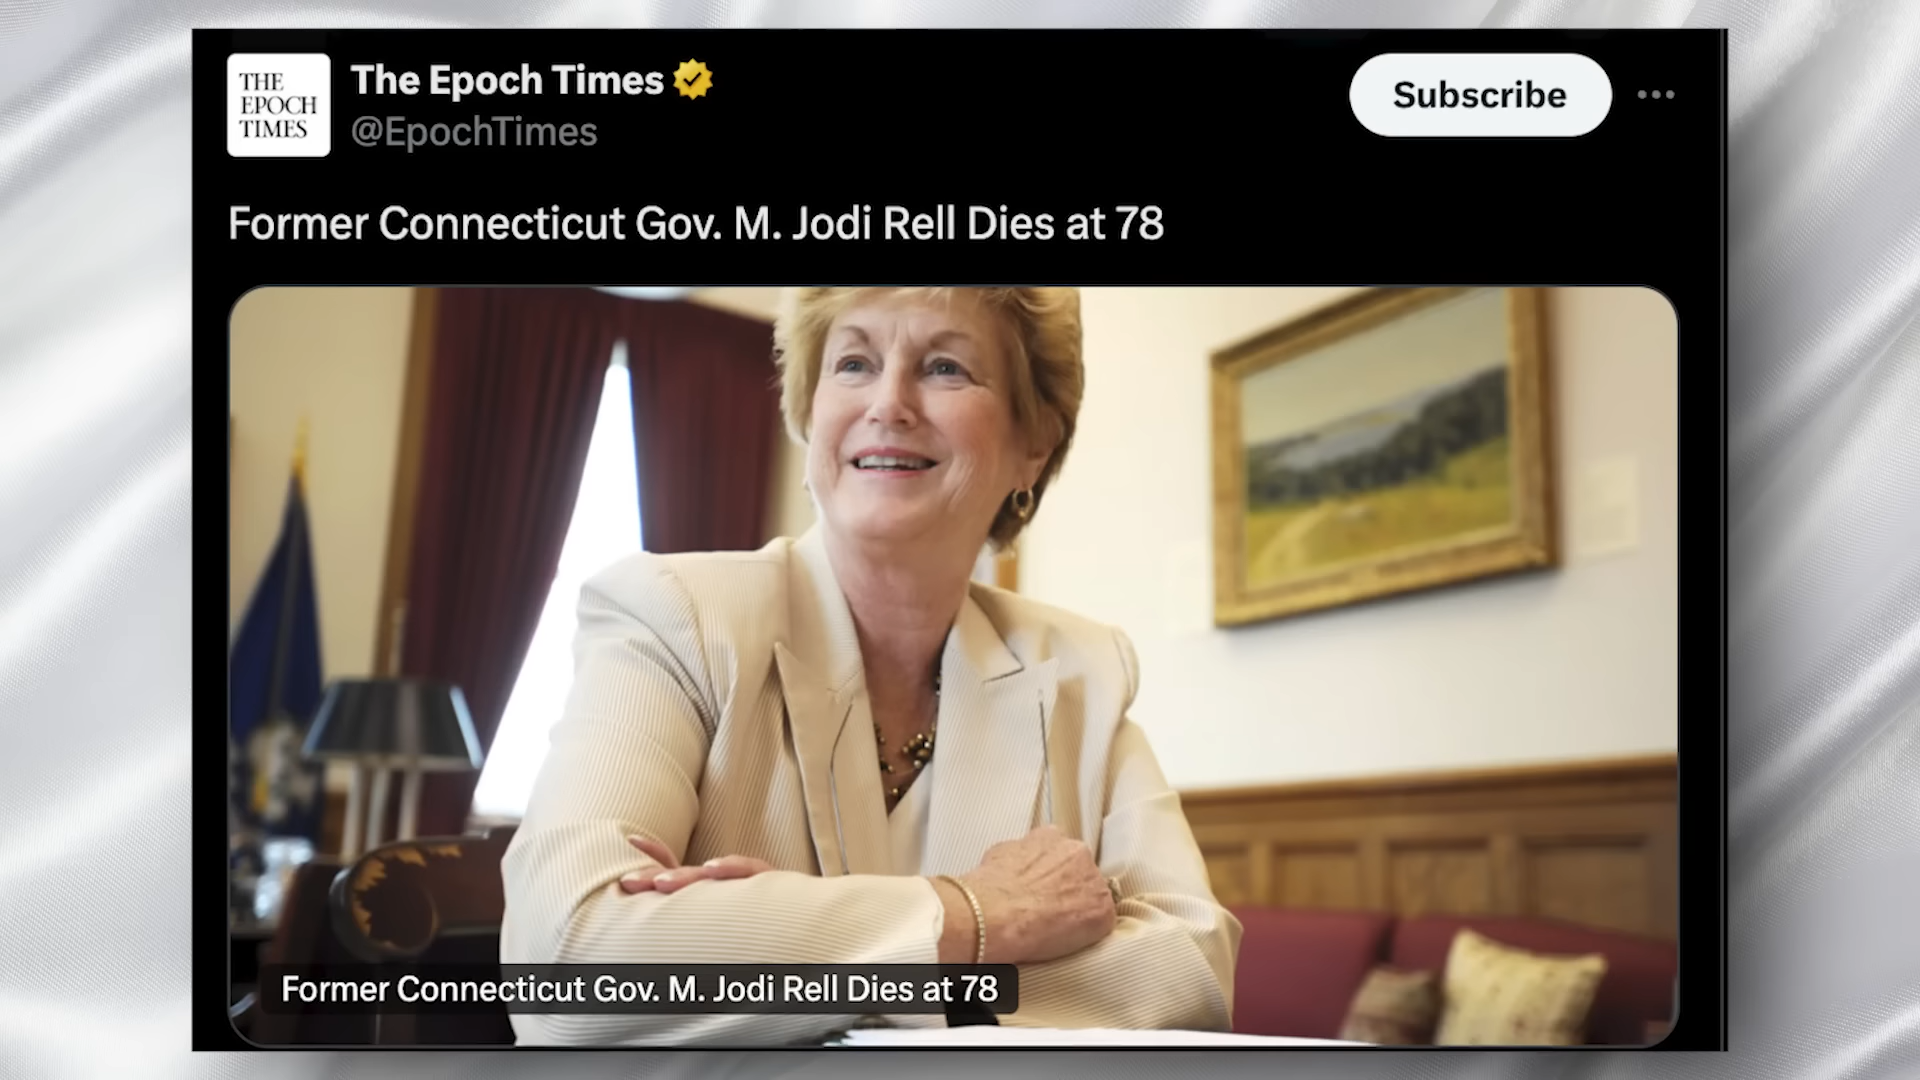 THE
EPOCH
TIMES
The Epoch Times
@EpochTimes
Subscribe
Former Connecticut Gov. M. Jodi Rell Dies at 78
Former Connecticut Gov. M. Jodi Rell Dies at 78